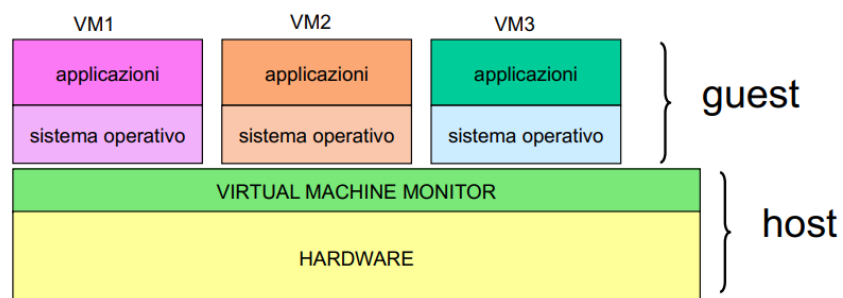 VM1
VM2
VM3
applicazioni
applicazioni
applicazioni
guest
sistema operativo
sistema operativo
sistema operativo
VIRTUAL MACHINE MONITOR
host
HARDWARE